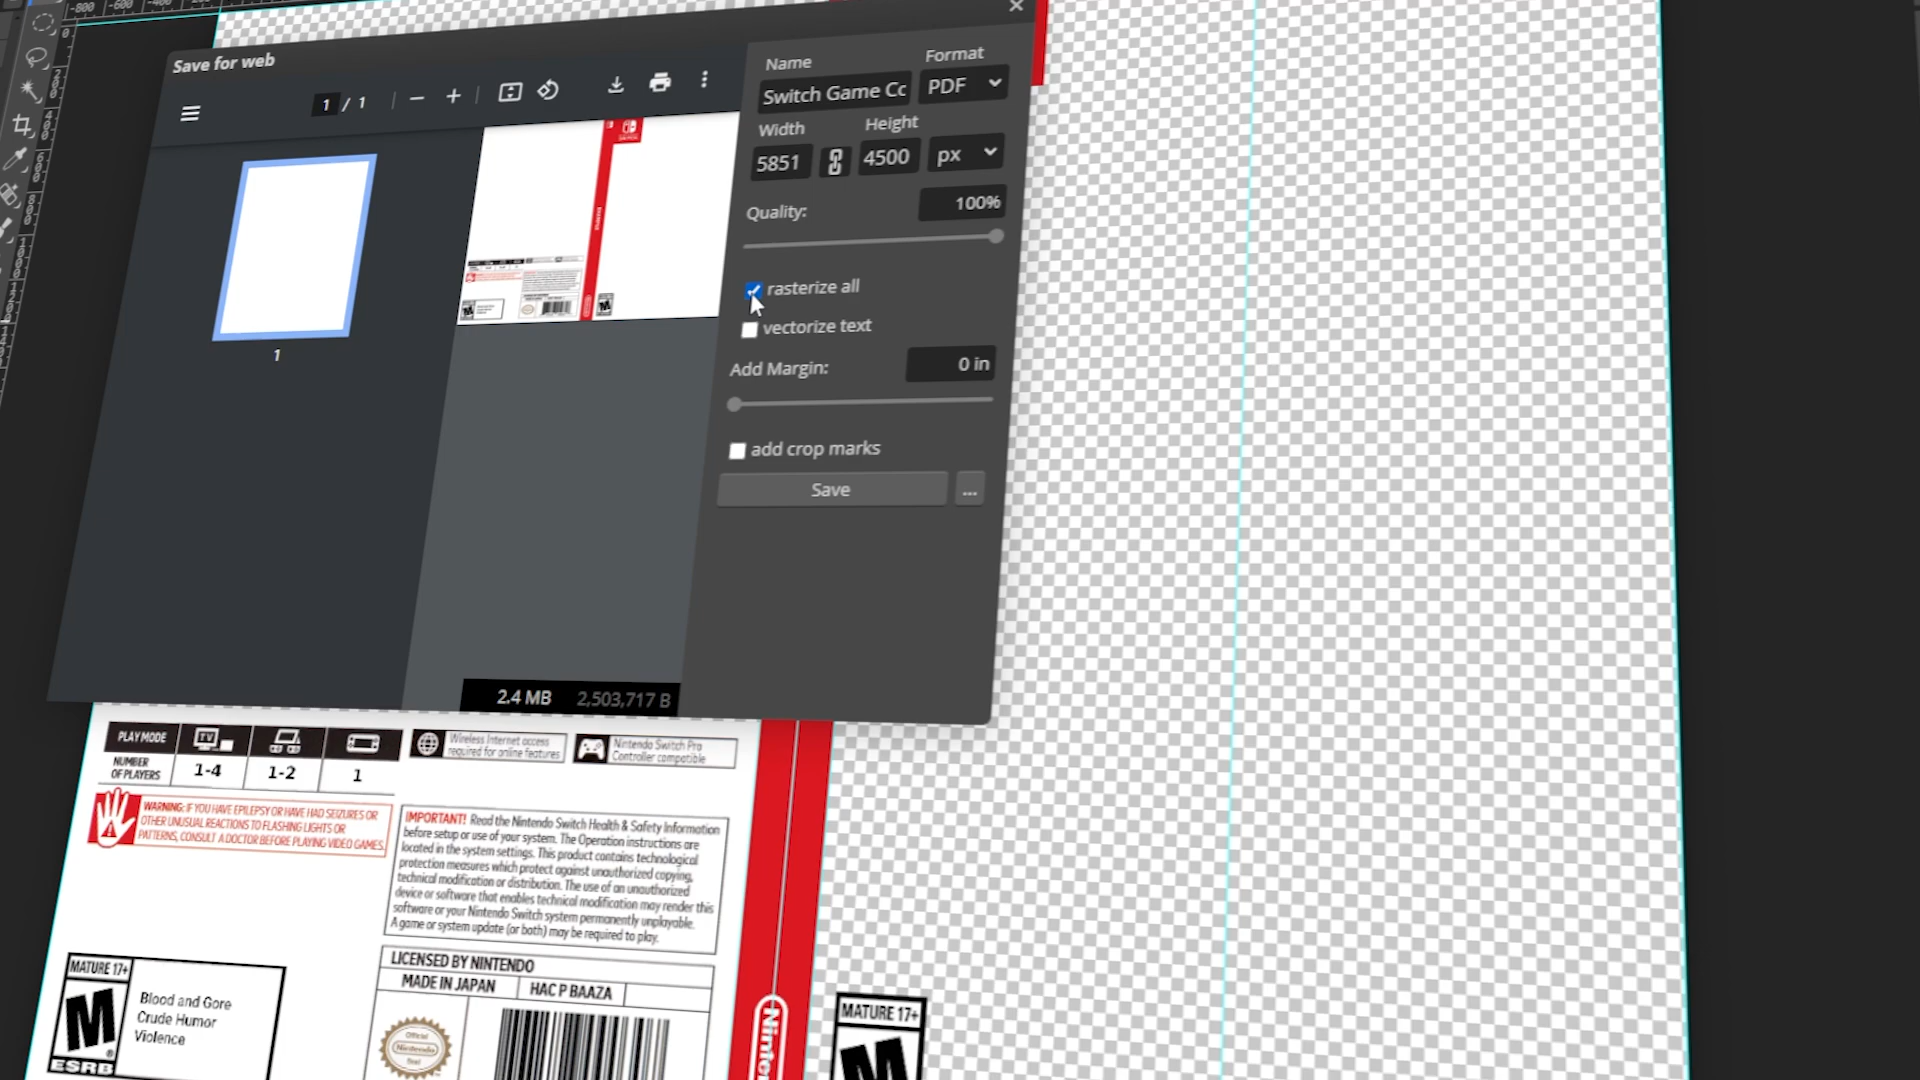 -800 -600 -400
Save for web
1 / 1
1
2.4 MB 2,503,717 B
Name
Format
Switch Game Cc
PDF
Width
Height
5851
4500
px
Quality:
100%
rasterize all
vectorize text
Add Margin:
0 in
add crop marks
Save
...
PLAY MODE
TV
NUMBER
OF PLAYERS
1-4
1-2
1
Wireless Internet access
required for online features
Nintendo Switch Pro
Controller compatible
WARNING: IF YOU HAVE EPILEPSY OR HAVE HAD SEIZURES OR
OTHER UNUSUAL REACTIONS TO FLASHING LIGHTS OR
PATTERNS, CONSULT A DOCTOR BEFORE PLAYING VIDEO GAMES.
IMPORTANT! Read the Nintendo Switch Health & Safety Information
before setup or use of your system. The Operation instructions are
located in the system settings. This product contains technological
protection measures which protect against unauthorized copying,
technical modification or distribution. The use of an unauthorized
device or software that enables technical modification may render this
software or your Nintendo Switch system permanently unplayable.
A game or system update (or both) may be required to play.
MATURE 17+
M
ESRB
Blood and Gore
Crude Humor
Violence
LICENSED BY NINTENDO
MADE IN JAPAN
HAC P BAAZA
Official
Nintendo
Seal
Ninte
MATURE 17+
M